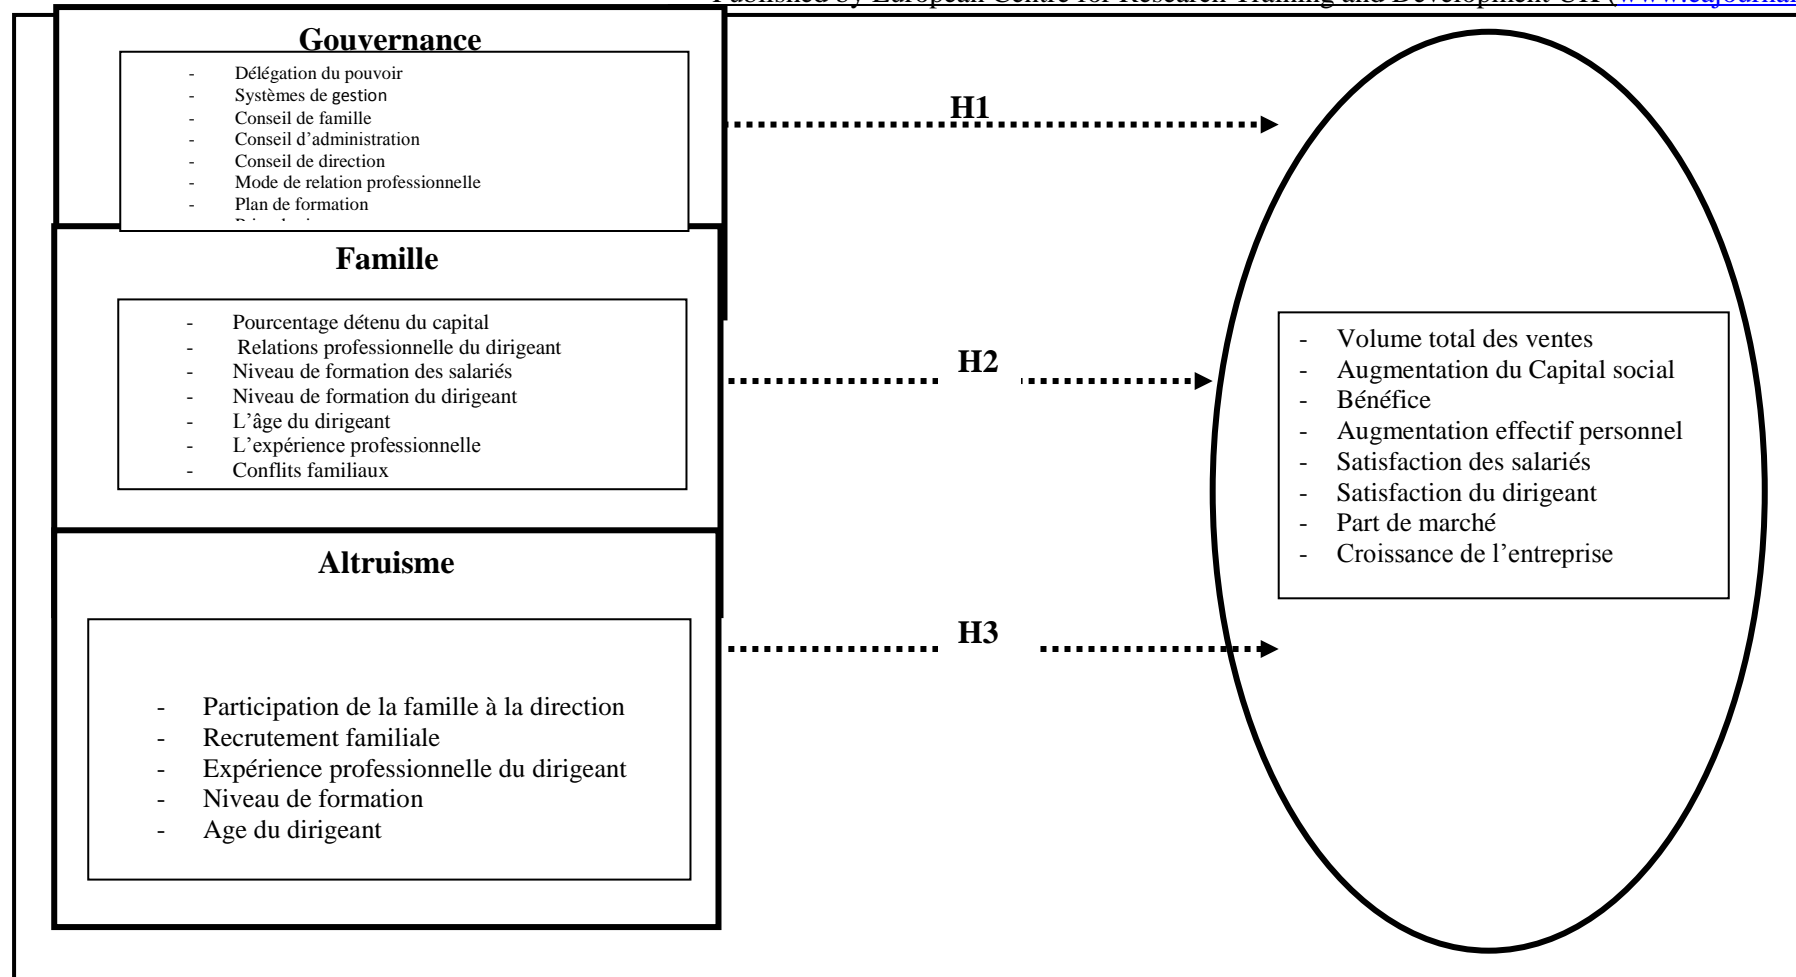 Published by European Centre for Research Training and Development UK
Gouvernance
- Délégation du pouvoir
- Systèmes de gestion
- Conseil de famille
- Conseil d'administration
- Conseil de direction
- Mode de relation professionnelle
- Plan de formation
H1
Famille
- Pourcentage détenu du capital
- Relations professionnelle du dirigeant
- Niveau de formation des salariés
- Niveau de formation du dirigeant
- L'âge du dirigeant
- L'expérience professionnelle
- Conflits familiaux
H2
Altruisme
- Participation de la famille à la direction
- Recrutement familiale
- Expérience professionnelle du dirigeant
- Niveau de formation
- Age du dirigeant
H3
- Volume total des ventes
- Augmentation du Capital social
- Bénéfice
- Augmentation effectif personnel
- Satisfaction des salariés
- Satisfaction du dirigeant
- Part de marché
- Croissance de l'entreprise